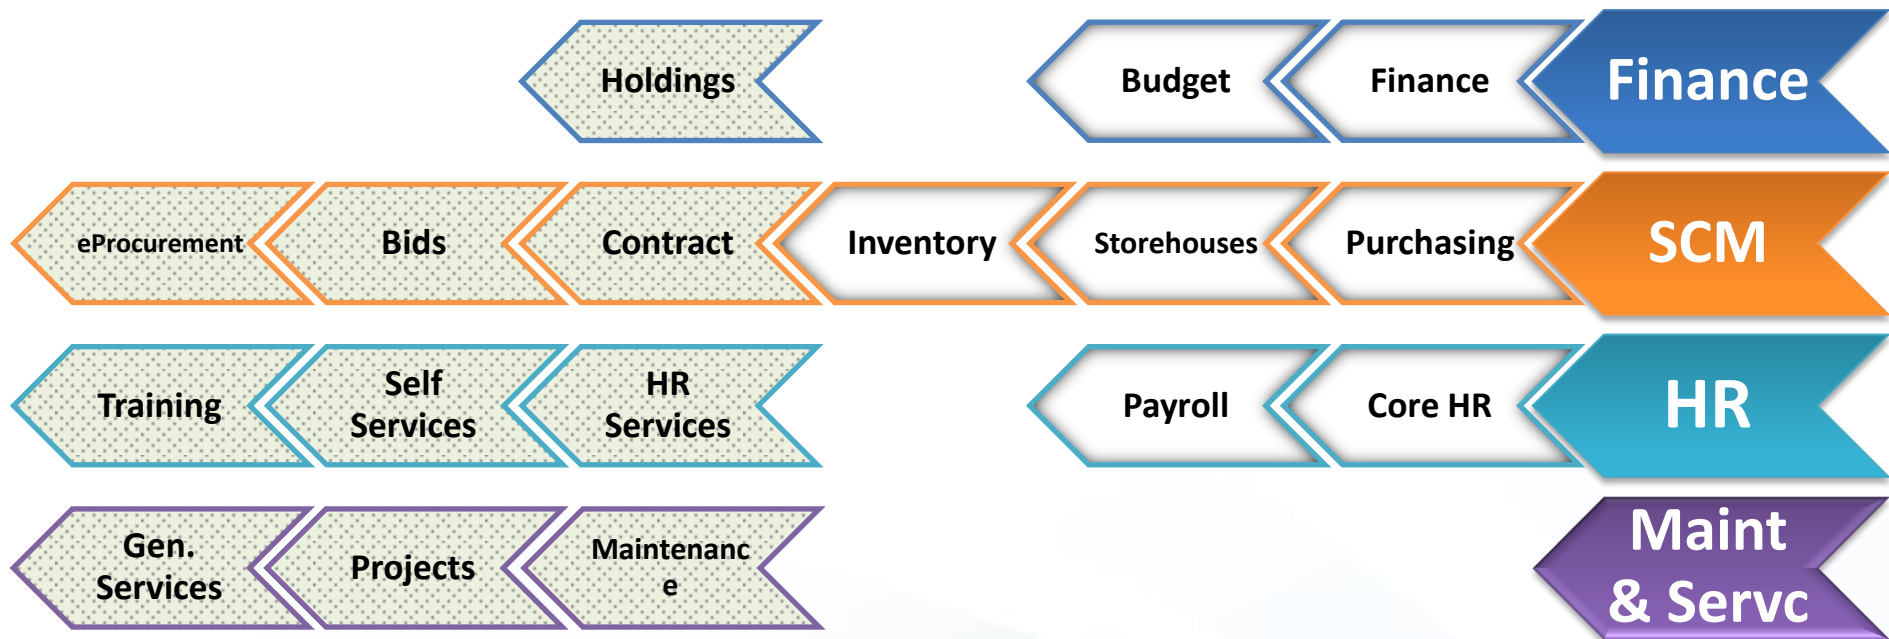 Holdings
Budget
Finance
Finance
eProcurement
Bids
Contract
Inventory
Storehouses
Purchasing
SCM
Training
Self
Services
HR
Services
Payroll
Core HR
HR
Gen.
Services
Projects
Maintenanc
e
Maint
& Servc